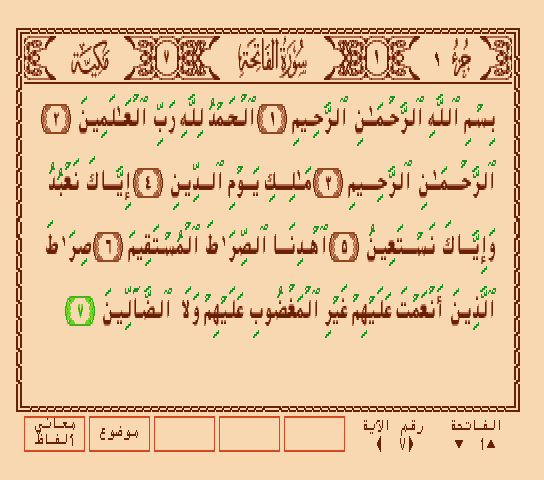 جزء ١ ١ سورة الفاتحة ٧ مكية
بِسْمِ ٱللَّهِ ٱلرَّحْمَـٰنِ ٱلرَّحِيمِ (١) ٱلْحَمْدُ لِلَّهِ رَبِّ ٱلْعَـٰلَمِينَ (٢)
ٱلرَّحْمَـٰنِ ٱلرَّحِيمِ (٣) مَـٰلِكِ يَوْمِ ٱلدِّينِ (٤) إِيَّاكَ نَعْبُدُ
وَإِيَّاكَ نَسْتَعِينُ (٥) ٱهْدِنَا ٱلصِّرَٰطَ ٱلْمُسْتَقِيمَ (٦) صِرَٰطَ
ٱلَّذِينَ أَنْعَمْتَ عَلَيْهِمْ غَيْرِ ٱلْمَغْضُوبِ عَلَيْهِمْ وَلَا ٱلضَّآلِّينَ (٧)
الفاتحة رقم الآية موضوع معاني ألفاظ
▲١ ▼ ▶٧ ◀